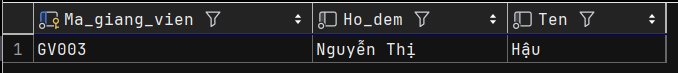 Ma_giang_vien Ho_dem Ten
1 GV003 Nguyễn Thị Hậu